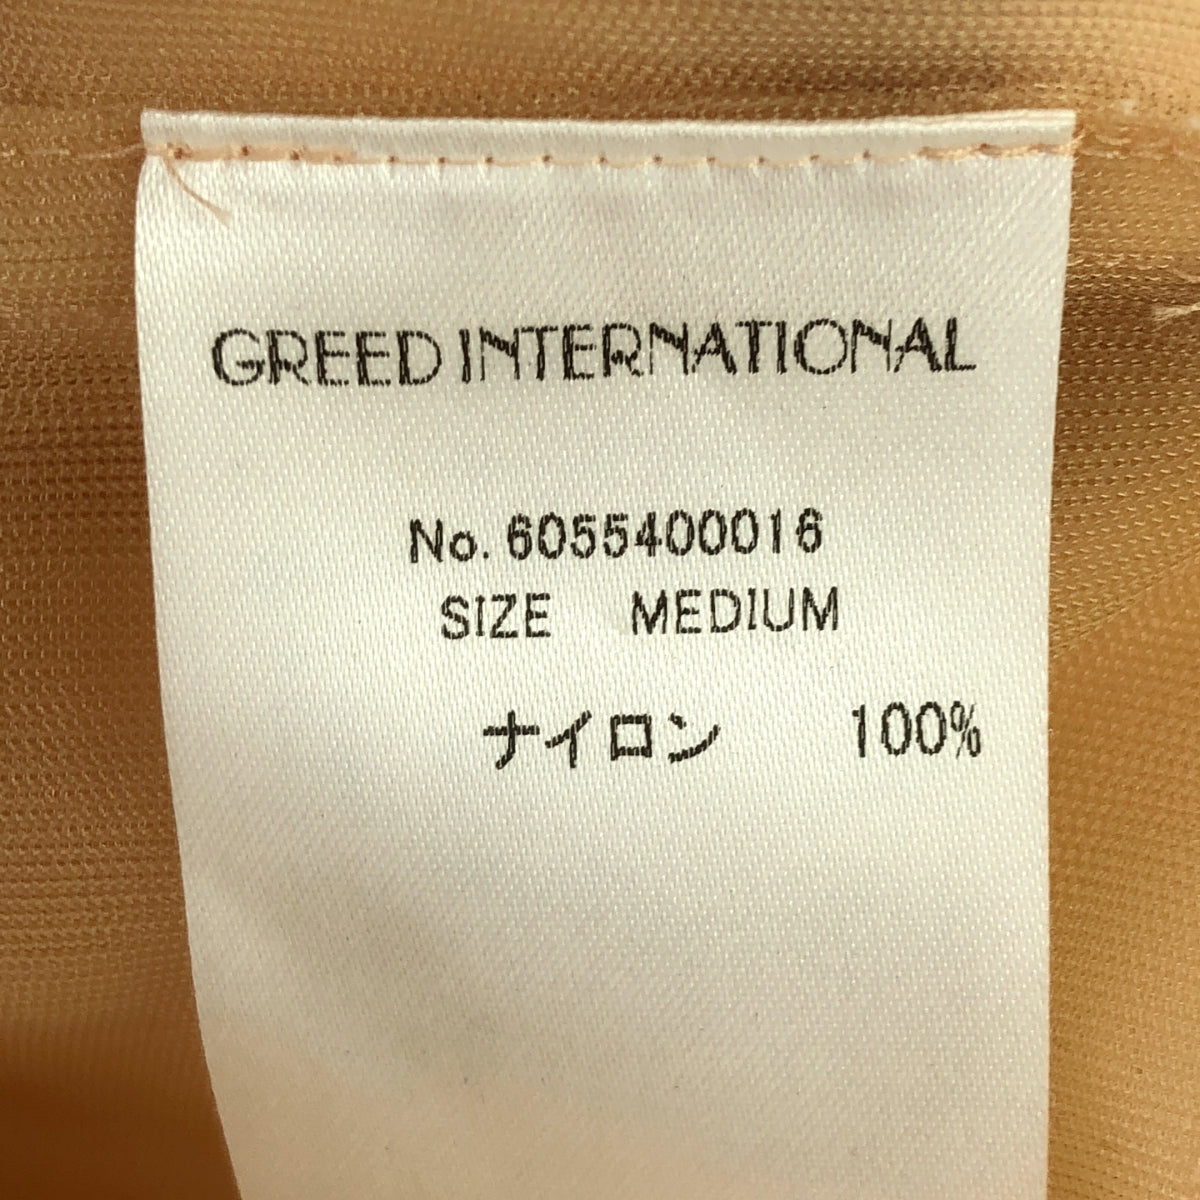 GREED INTERNATIONAL
No. 6055400016
SIZE MEDIUM
ナイロン 100%